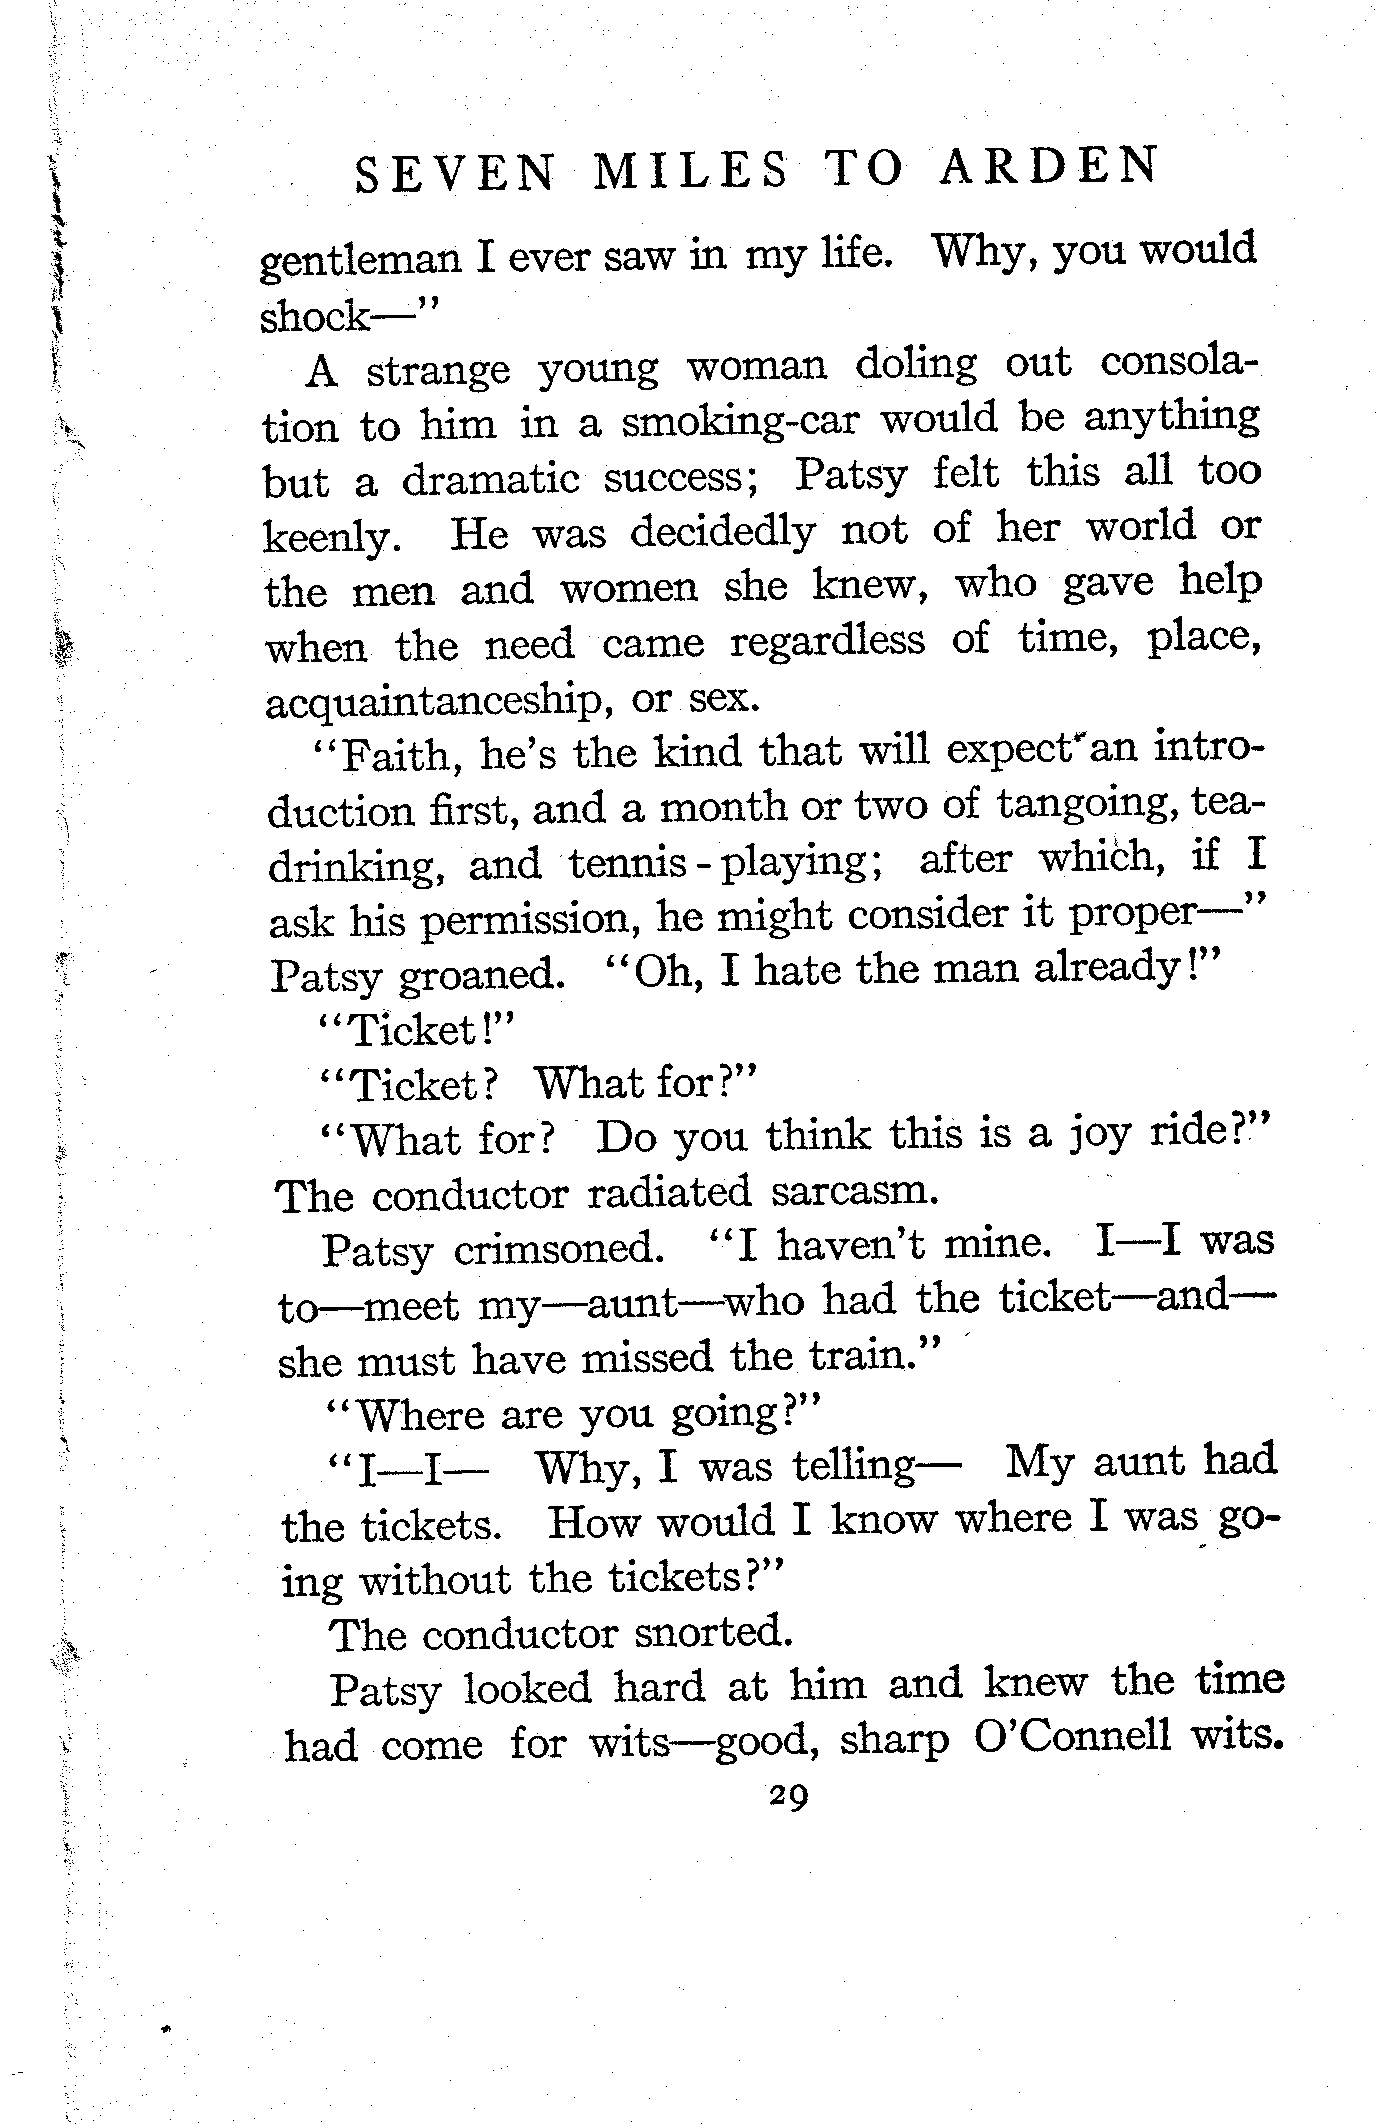 SEVEN MILES TO ARDEN
gentleman I ever saw in my life. Why, you would
shock—"
A strange young woman doling out consola-
tion to him in a smoking-car would be anything
but a dramatic success; Patsy felt this all too
keenly. He was decidedly not of her world or
the men and women she knew, who gave help
when the need came regardless of time, place,
acquaintanceship, or sex.
"Faith, he's the kind that will expect an intro-
duction first, and a month or two of tangoing, tea-
drinking, and tennis-playing; after which, if I
ask his permission, he might consider it proper—"
Patsy groaned. "Oh, I hate the man already!"
"Ticket!"
"Ticket? What for?"
"What for? Do you think this is a joy ride?"
The conductor radiated sarcasm.
Patsy crimsoned. "I haven't mine. I—I was
to—meet my—aunt—who had the ticket—and—
she must have missed the train."
"Where are you going?"
"I—I— Why, I was telling— My aunt had
the tickets. How would I know where I was go-
ing without the tickets?"
The conductor snorted.
Patsy looked hard at him and knew the time
had come for wits—good, sharp O'Connell wits.
29